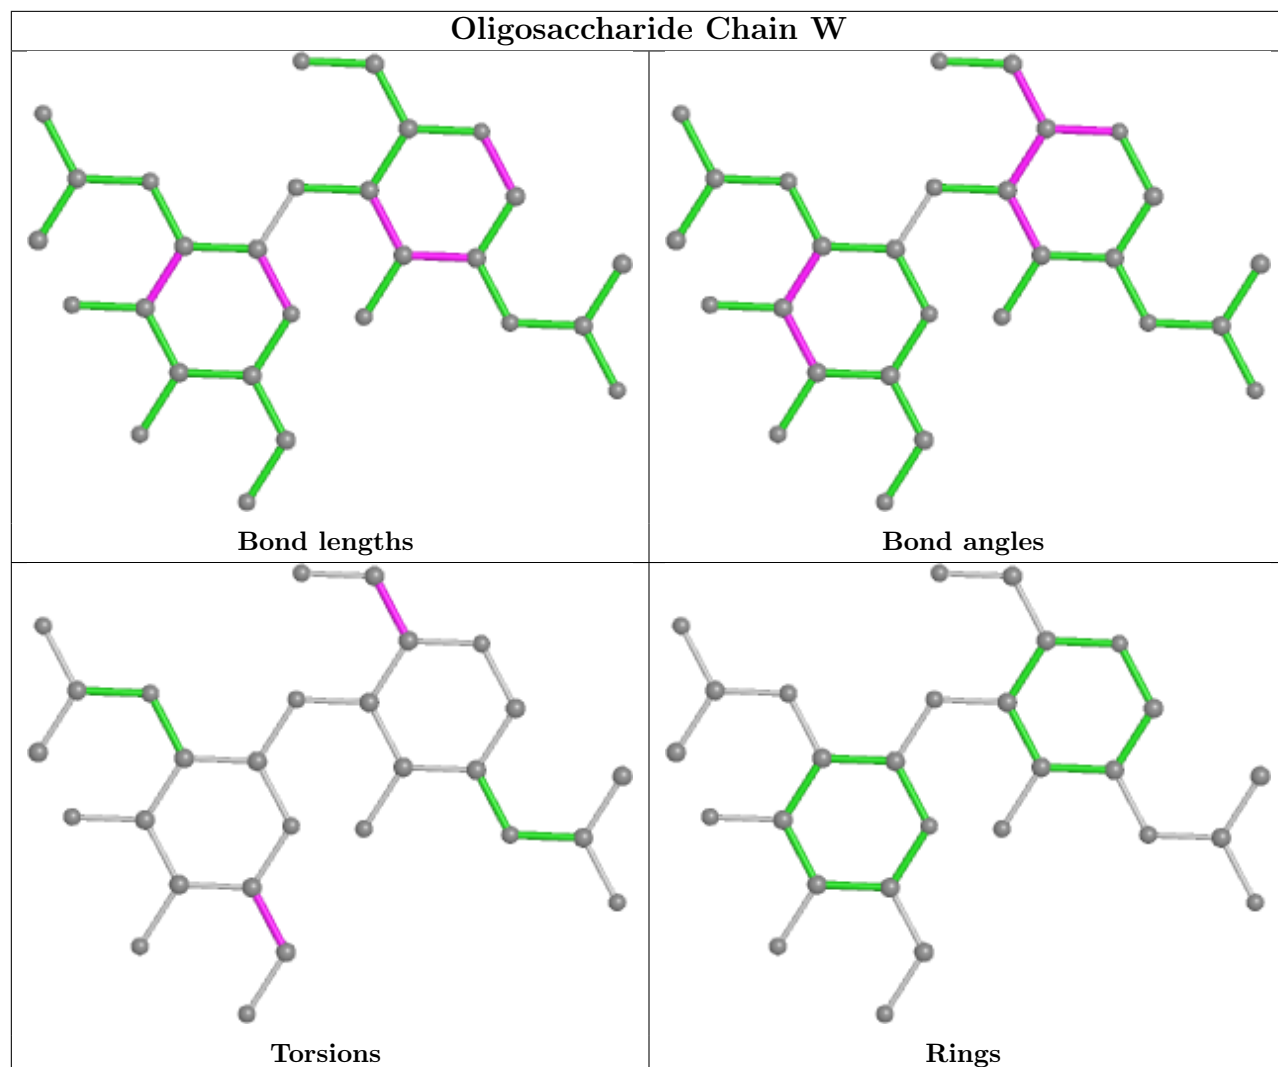 Oligosaccharide Chain W
Bond lengths
Bond angles
Torsions
Rings